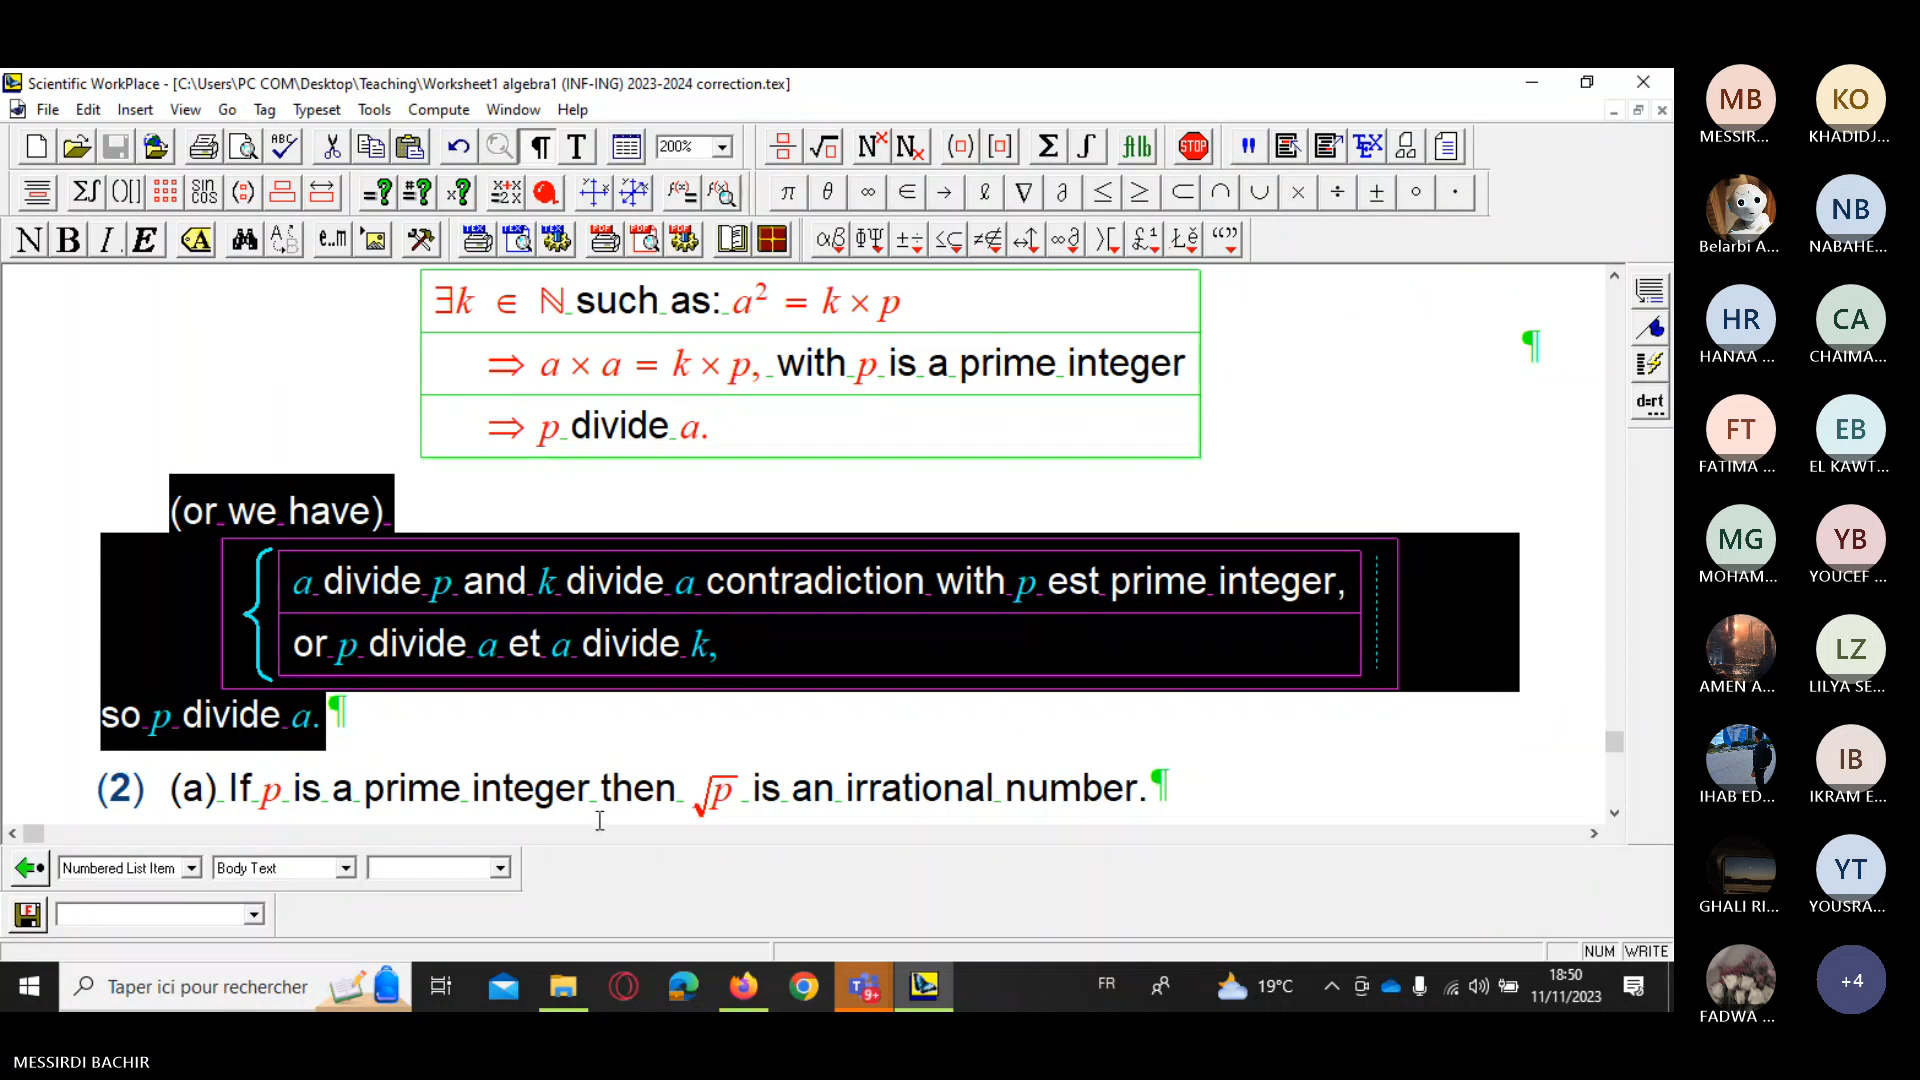 Scientific WorkPlace - [C:\Users\PC COM\Desktop\Teaching\Worksheet1 algebra1 (INF-ING) 2023-2024 correction.tex]
File Edit Insert View Go Tag Typeset Tools Compute Window Help
200%
∃k ∈ ℕ such as: a² = k × p
⇒ a × a = k × p, with p is a prime integer
⇒ p divide a.
(or we have)
a divide p and k divide a contradiction with p est prime integer,
or p divide a et a divide k,
so p divide a.
(2) (a) If p is a prime integer then √p is an irrational number.
Numbered List Item Body Text
NUM WRITE
Taper ici pour rechercher
FR
19°C
18:50
11/11/2023
MB KO
MESSIR... KHADIDJ...
NB
Belarbi A... NABAHE...
HR CA
HANAA ... CHAIMA...
FT EB
FATIMA ... EL KAWT...
MG YB
MOHAM... YOUCEF ...
LZ
AMEN A... LILYA SE...
IB
IHAB ED... IKRAM E...
YT
GHALI RI... YOUSRA...
+4
FADWA ...
MESSIRDI BACHIR